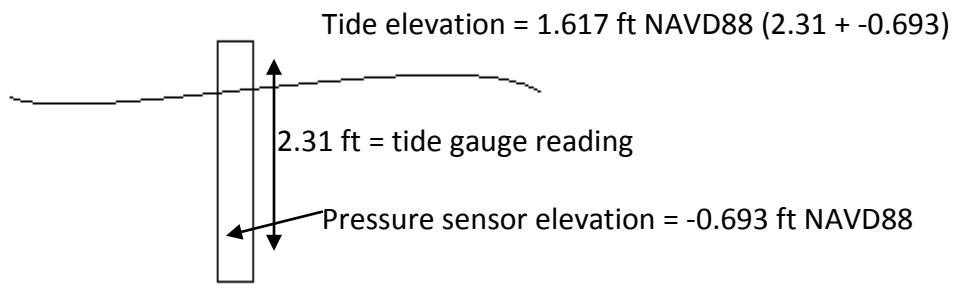 Tide elevation = 1.617 ft NAVD88 (2.31 + -0.693)
2.31 ft = tide gauge reading
Pressure sensor elevation = -0.693 ft NAVD88